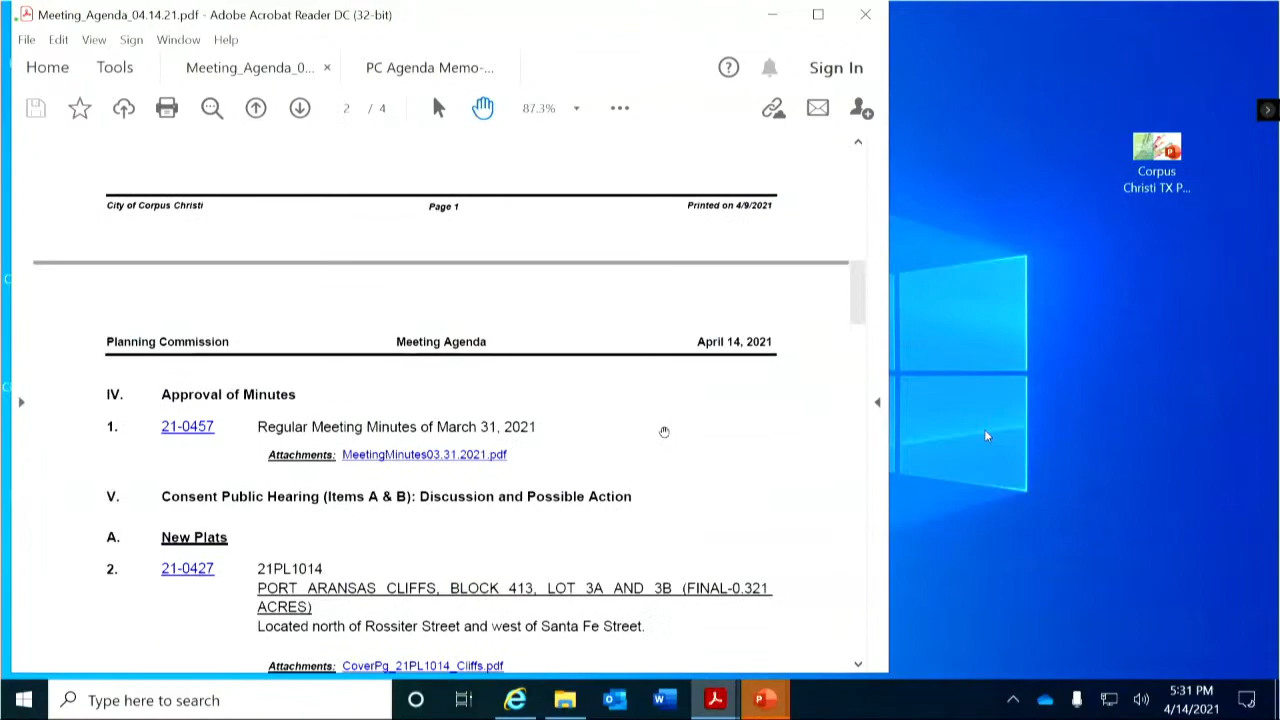 Meeting_Agenda_04.14.21.pdf - Adobe Acrobat Reader DC (32-bit)
File Edit View Sign Window Help
Home Tools Meeting_Agenda_0... × PC Agenda Memo-... Sign In
2 / 4 87.3%
City of Corpus Christi Page 1 Printed on 4/9/2021
Planning Commission Meeting Agenda April 14, 2021
IV. Approval of Minutes
1. 21-0457 Regular Meeting Minutes of March 31, 2021
Attachments: MeetingMinutes03.31.2021.pdf
V. Consent Public Hearing (Items A & B): Discussion and Possible Action
A. New Plats
2. 21-0427 21PL1014
PORT ARANSAS CLIFFS, BLOCK 413, LOT 3A AND 3B (FINAL-0.321
ACRES)
Located north of Rossiter Street and west of Santa Fe Street.
Attachments: CoverPg_21PL1014_Cliffs.pdf
Corpus
Christi TX P...
Type here to search
5:31 PM
4/14/2021